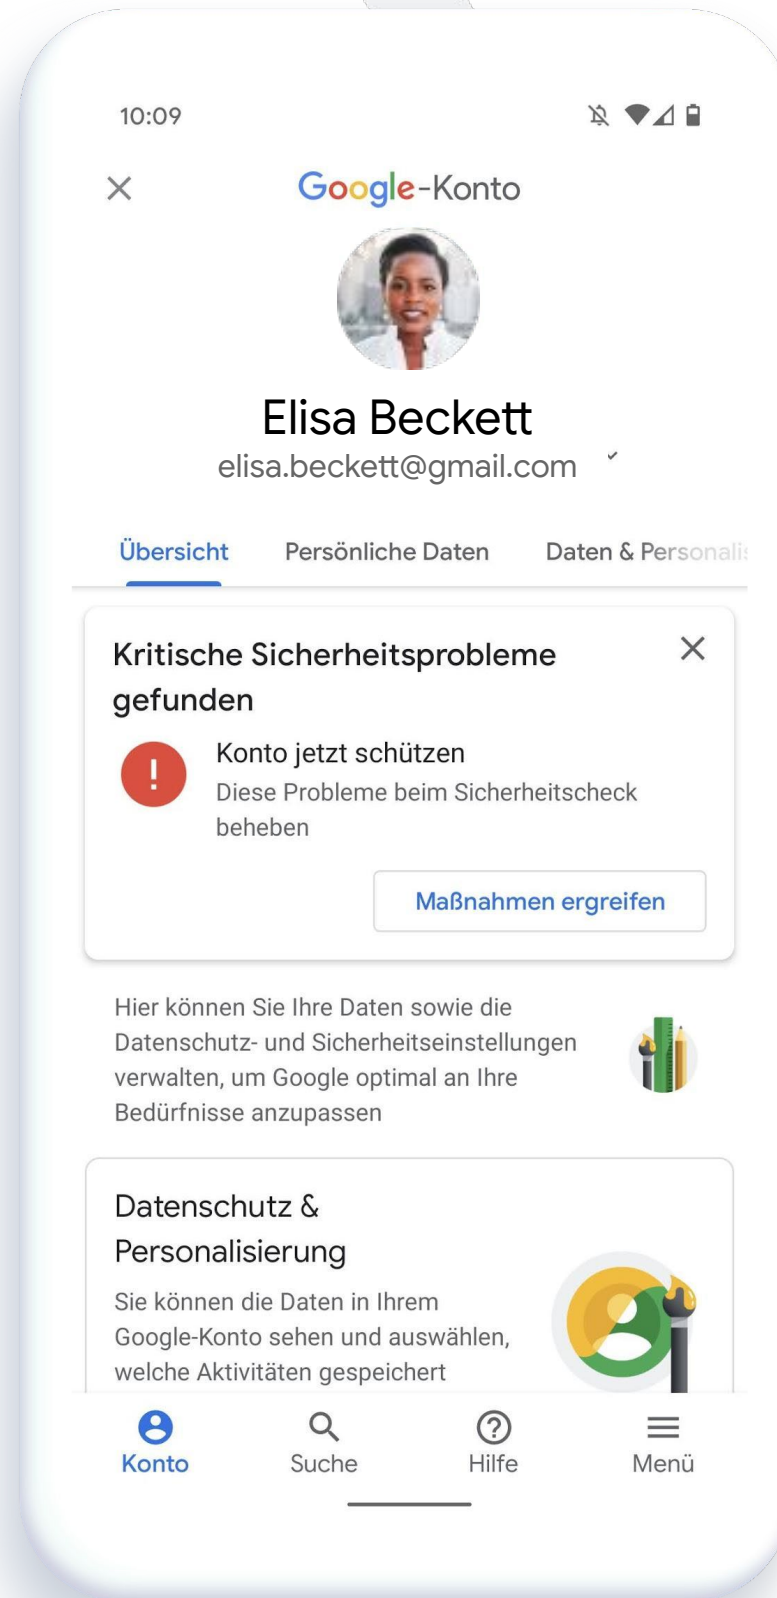 10:09
Google-Konto
Elisa Beckett
elisa.beckett@gmail.com
Übersicht Persönliche Daten Daten & Personalis
Kritische Sicherheitsprobleme
gefunden
!
Konto jetzt schützen
Diese Probleme beim Sicherheitscheck
beheben
Maßnahmen ergreifen
Hier können Sie Ihre Daten sowie die
Datenschutz- und Sicherheitseinstellungen
verwalten, um Google optimal an Ihre
Bedürfnisse anzupassen
Datenschutz &
Personalisierung
Sie können die Daten in Ihrem
Google-Konto sehen und auswählen,
welche Aktivitäten gespeichert
Konto Suche Hilfe Menü